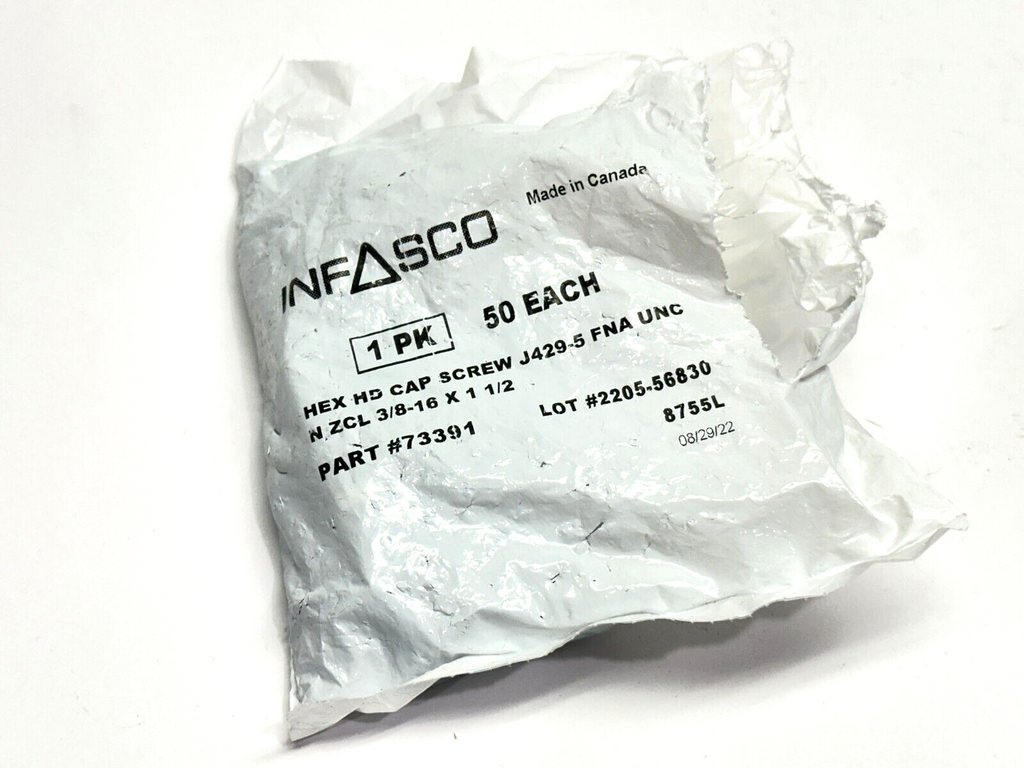 Made in Canada
INFASCO
1 PK 50 EACH
HEX HD CAP SCREW J429-5 FNA UNC
N ZCL 3/8-16 X 1 1/2
PART #73391 LOT #2205-56830
8755L
08/29/22